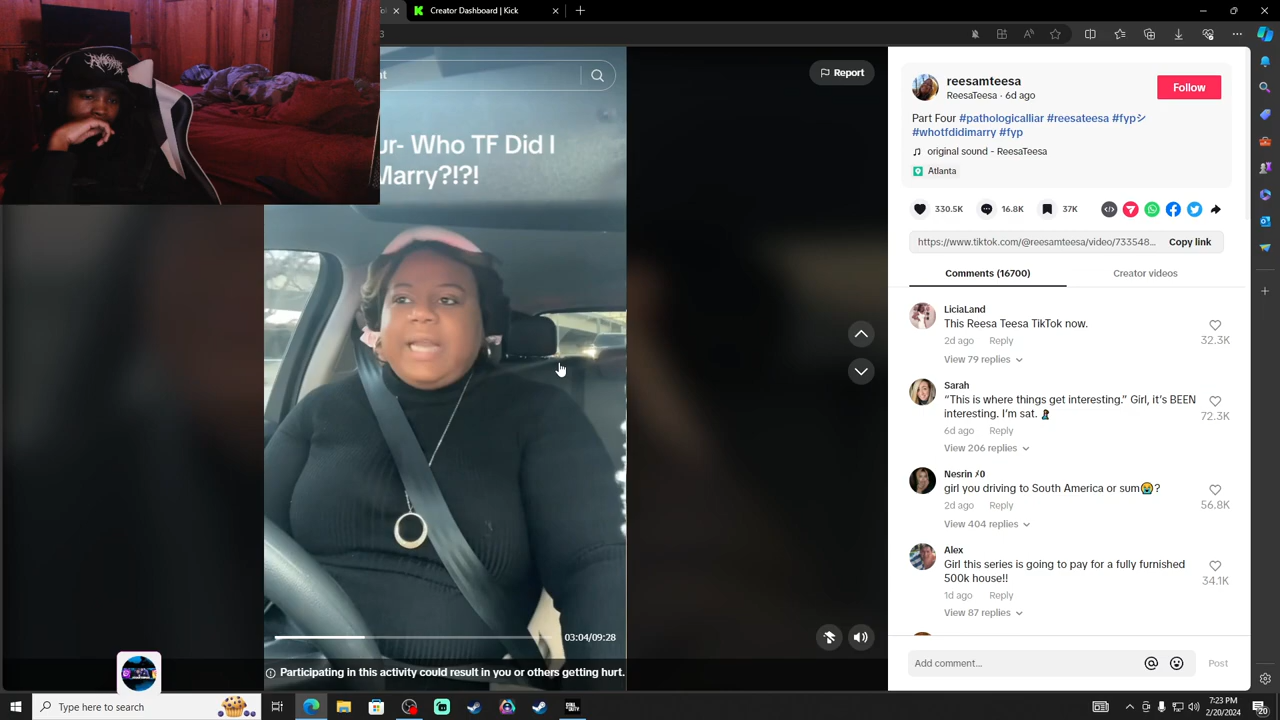 Creator Dashboard | Kick
Report
ur- Who TF Did I
Marry?!?!
03:04/09:28
Participating in this activity could result in you or others getting hurt.
reesamteesa
ReesaTeesa · 6d ago
Follow
Part Four #pathologicalliar #reesateesa #fypシ
#whotfdidimarry #fyp
original sound - ReesaTeesa
Atlanta
330.5K
16.8K
37K
https://www.tiktok.com/@reesamteesa/video/733548...
Copy link
Comments (16700)
Creator videos
LiciaLand
This Reesa Teesa TikTok now.
2d ago Reply
32.3K
View 79 replies
Sarah
“This is where things get interesting.” Girl, it’s BEEN
interesting. I’m sat.
72.3K
6d ago Reply
View 206 replies
Nesrin ⚡0
girl you driving to South America or sum😭?
2d ago Reply
56.8K
View 404 replies
Alex
Girl this series is going to pay for a fully furnished
500k house!!
34.1K
1d ago Reply
View 87 replies
Add comment...
Post
Type here to search
7:23 PM
2/20/2024